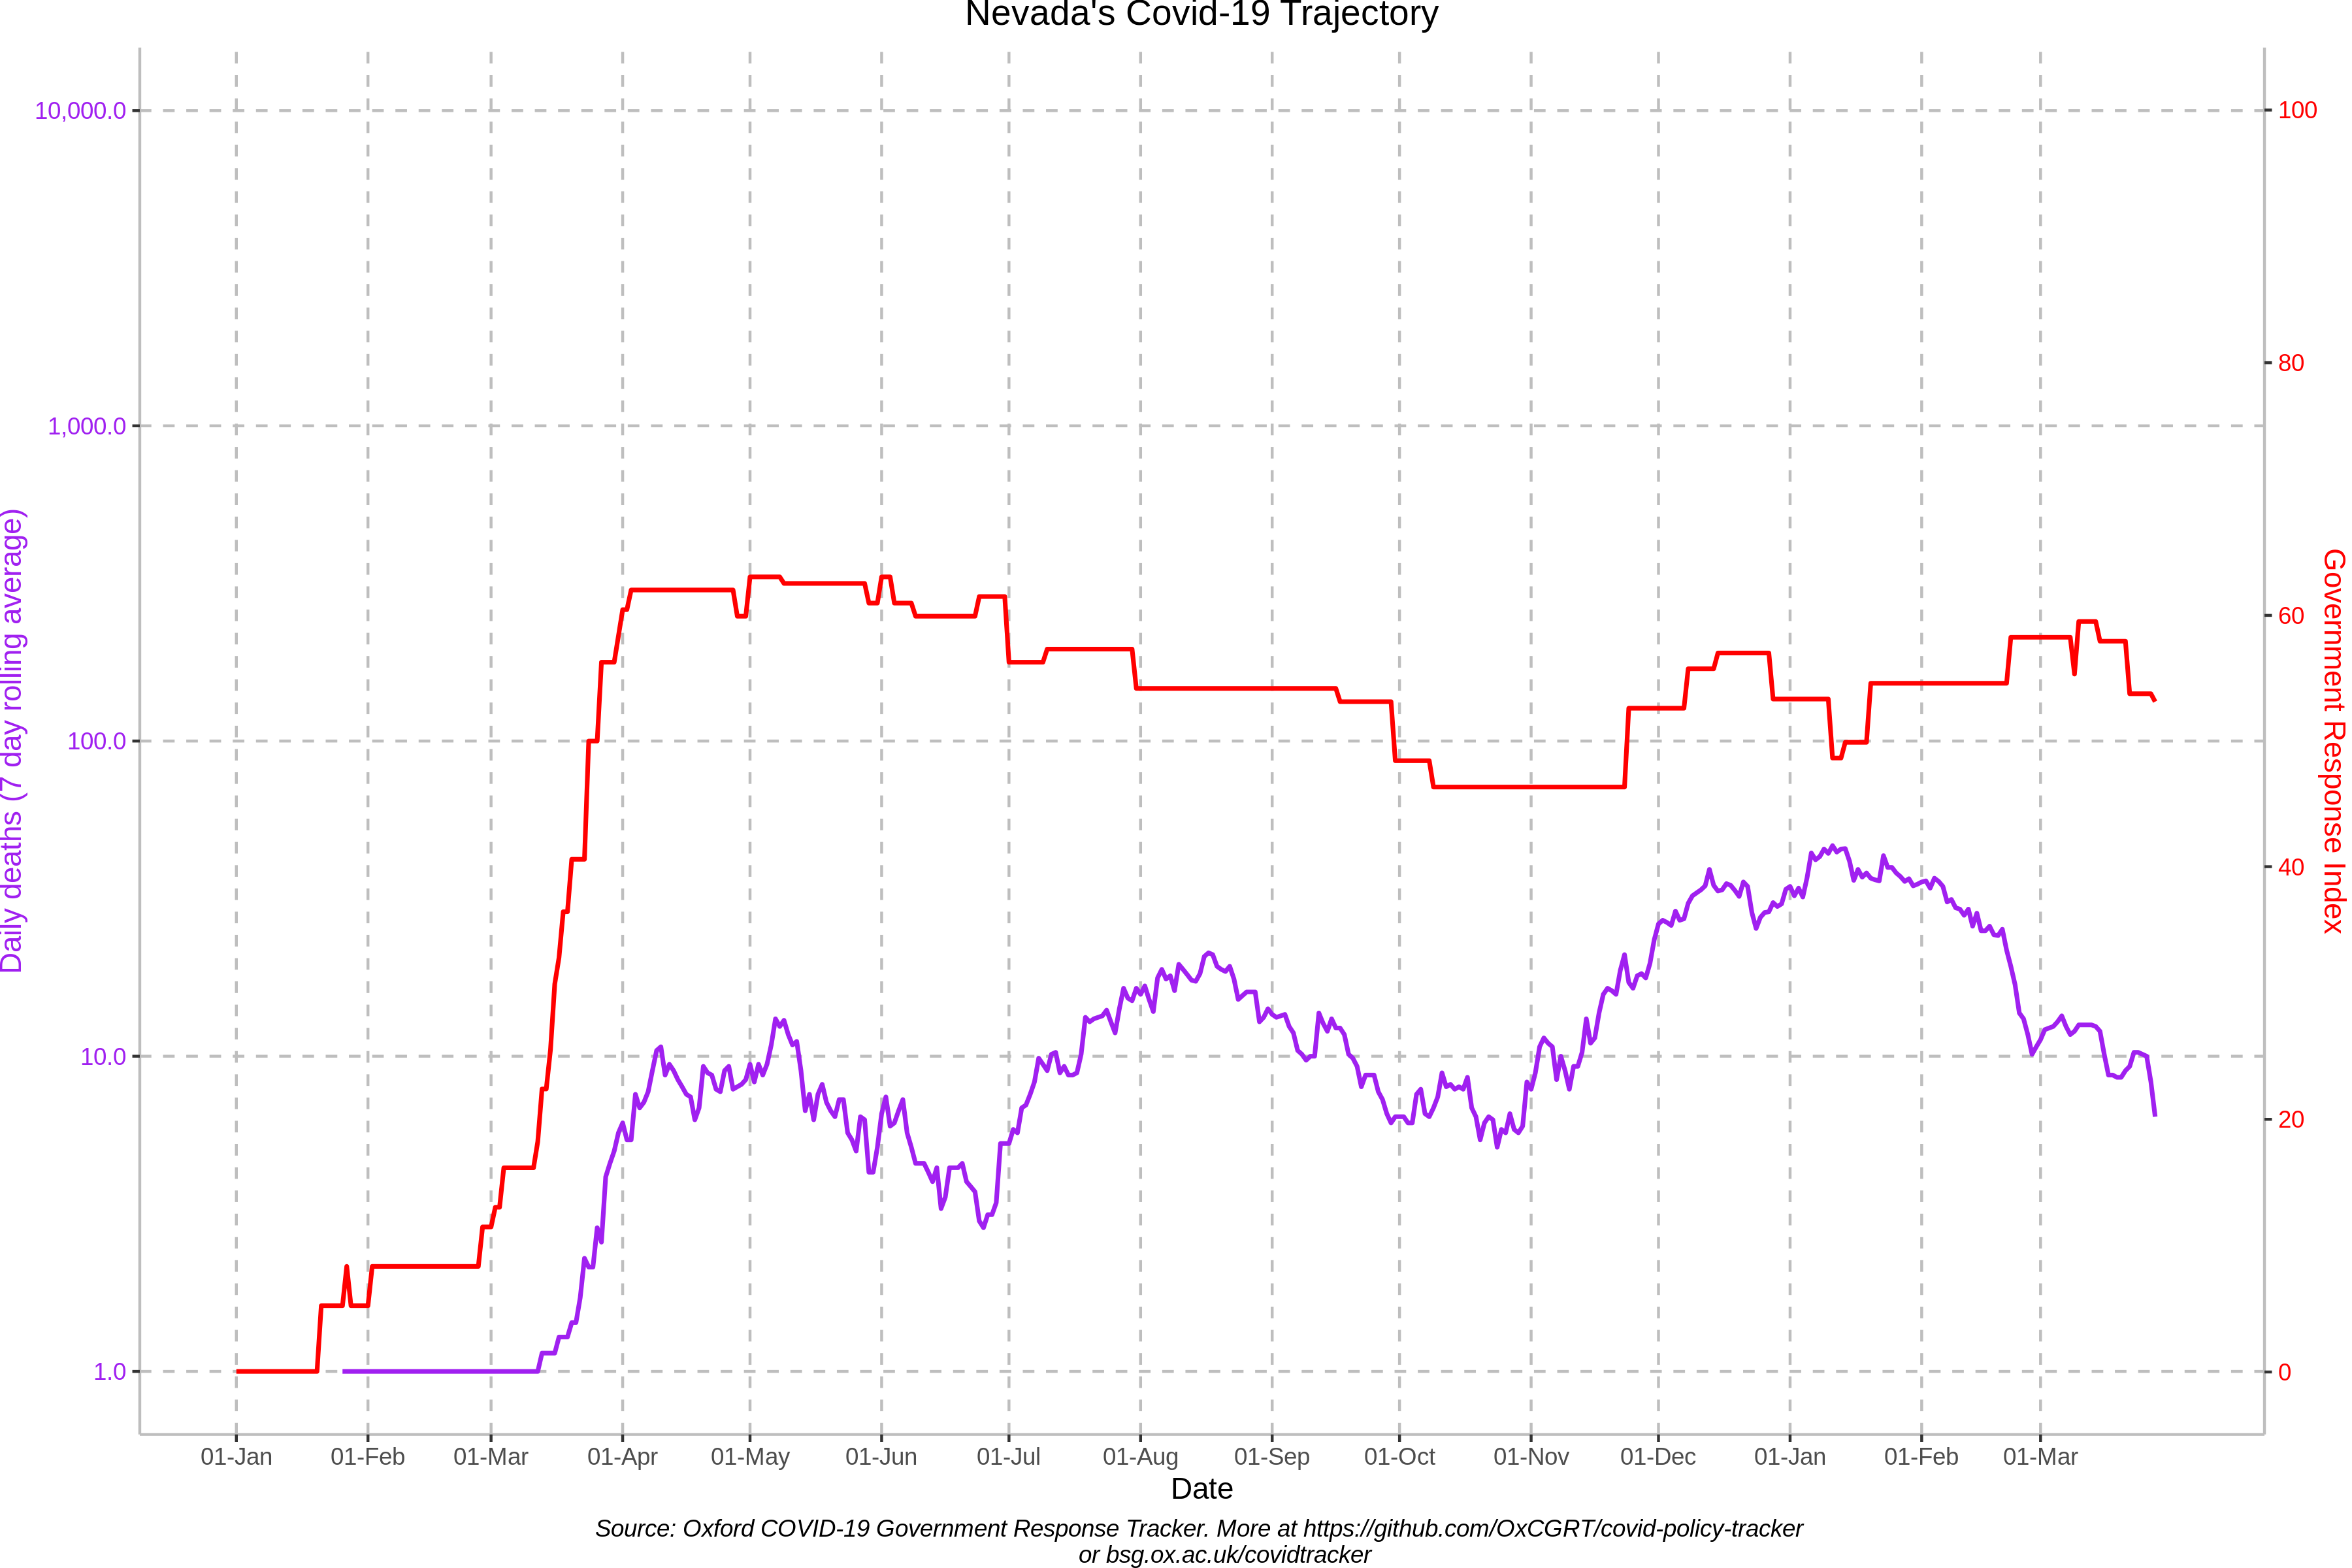 Nevada's Covid-19 Trajectory
10,000.0
1,000.0
100.0
10.0
1.0
Daily deaths (7 day rolling average)
100
80
60
40
20
0
Government Response Index
01-Jan 01-Feb 01-Mar 01-Apr 01-May 01-Jun 01-Jul 01-Aug 01-Sep 01-Oct 01-Nov 01-Dec 01-Jan 01-Feb 01-Mar
Date
Source: Oxford COVID-19 Government Response Tracker. More at https://github.com/OxCGRT/covid-policy-tracker
or bsg.ox.ac.uk/covidtracker